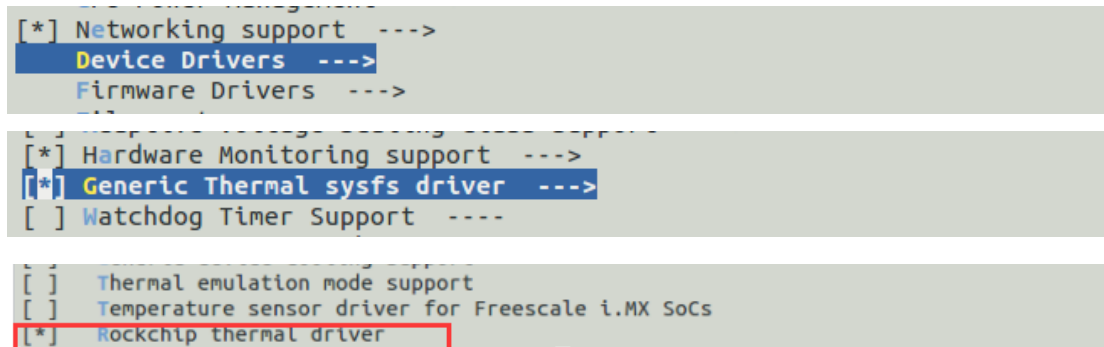 [*] Networking support --->
Device Drivers --->
Firmware Drivers --->
[*] Hardware Monitoring support --->
[*] Generic Thermal sysfs driver --->
[ ] Watchdog Timer Support ----
[ ] Thermal emulation mode support
[ ] Temperature sensor driver for Freescale i.MX SoCs
[*] Rockchip thermal driver